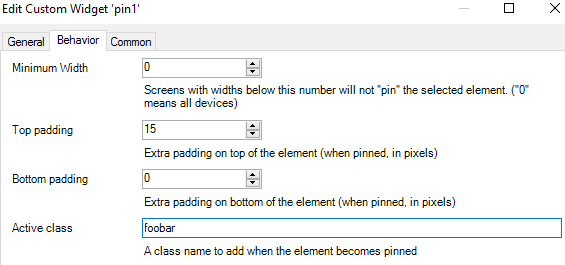 Edit Custom Widget 'pin1'
General Behavior Common
Minimum Width 0
Screens with widths below this number will not "pin" the selected element. ("0"
means all devices)
Top padding 15
Extra padding on top of the element (when pinned, in pixels)
Bottom padding 0
Extra padding on bottom of the element (when pinned, in pixels)
Active class foobar
A class name to add when the element becomes pinned